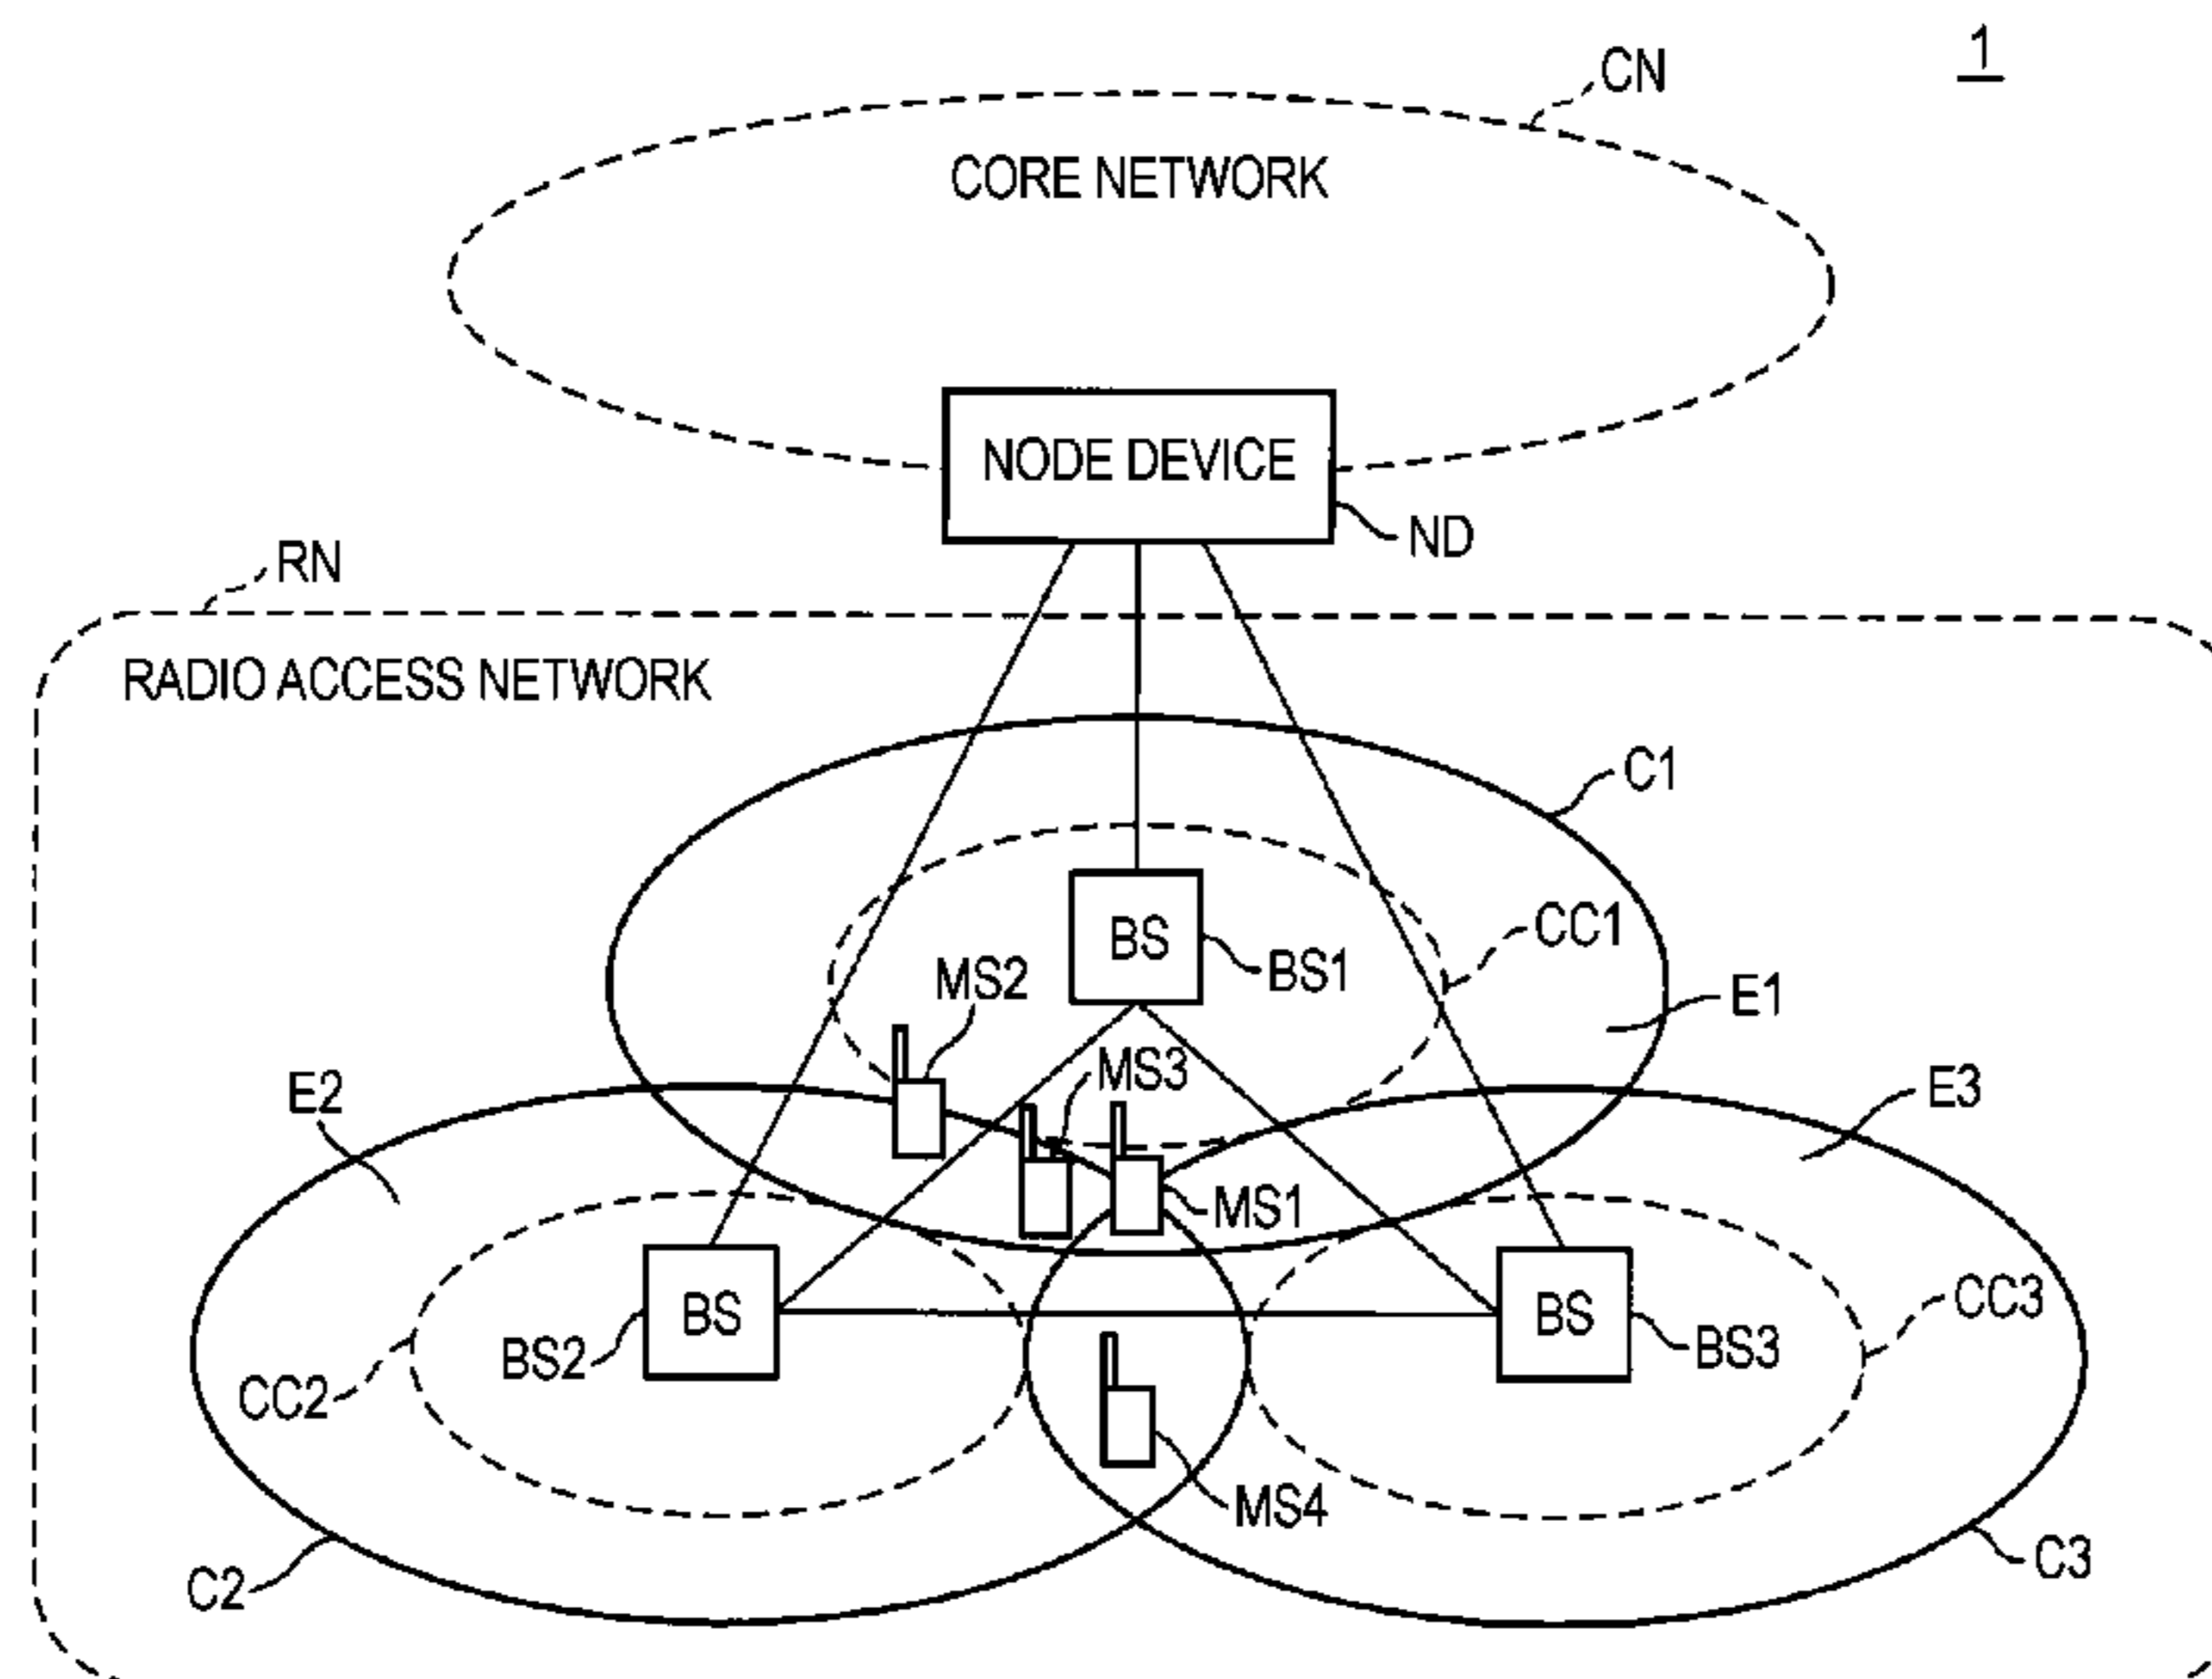 1
CN
CORE NETWORK
NODE DEVICE
ND
RN
RADIO ACCESS NETWORK
C1
BS
CC1
BS1
MS2
E1
MS3
E2
E3
MS1
BS
BS
CC3
BS2
BS3
CC2
MS4
C2
C3